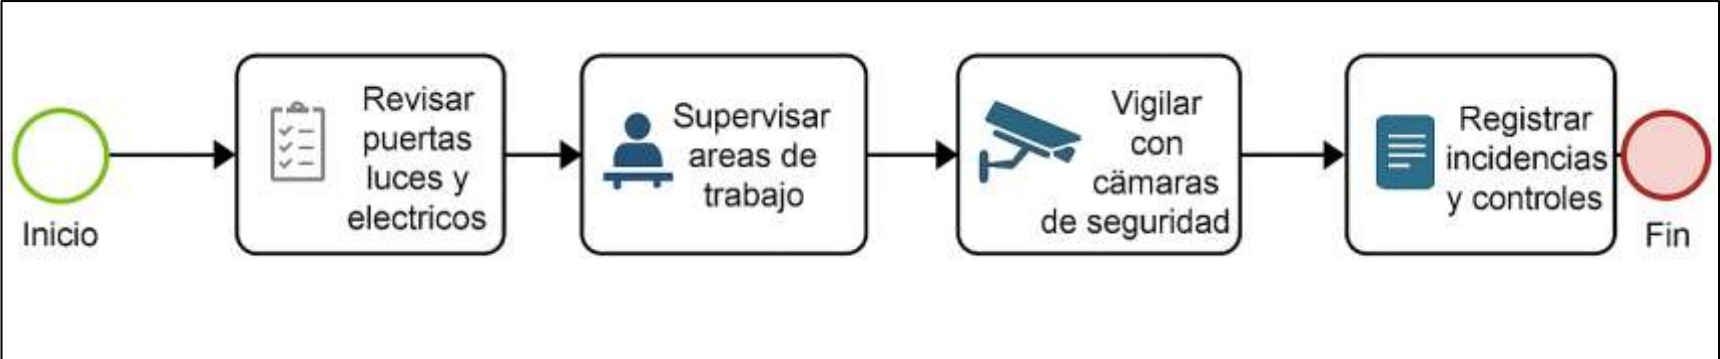 Inicio
Revisar
puertas
luces y
electricos
Supervisar
areas de
trabajo
Vigilar
con
cämaras
de seguridad
Registrar
incidencias
y controles
Fin